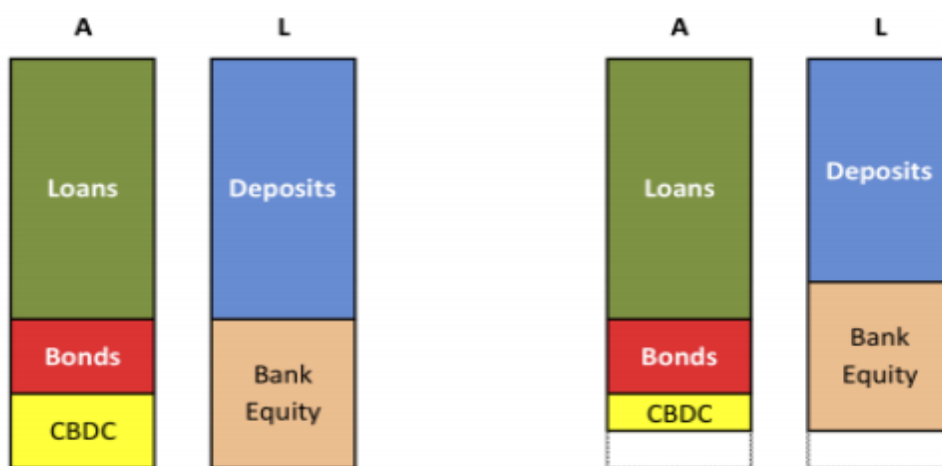 A L A L
Loans Deposits Loans Deposits
Bonds Bank Equity Bonds Bank Equity
CBDC CBDC